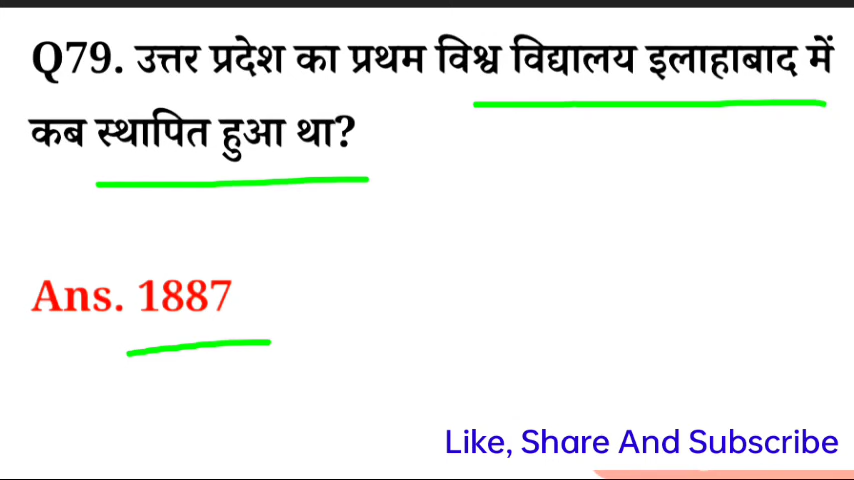 Q79. उत्तर प्रदेश का प्रथम विश्व विद्यालय इलाहाबाद में
कब स्थापित हुआ था?
Ans. 1887
Like, Share And Subscribe